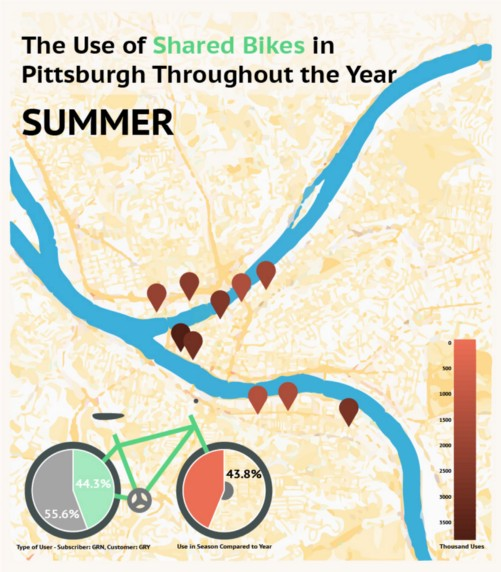 The Use of Shared Bikes in
Pittsburgh Throughout the Year
SUMMER
0
500
1000
1500
2000
2500
3000
3500
Thousand Uses
44.3%
55.6%
43.8%
Type of User - Subscriber: GRN, Customer: GRY
Use in Season Compared to Year